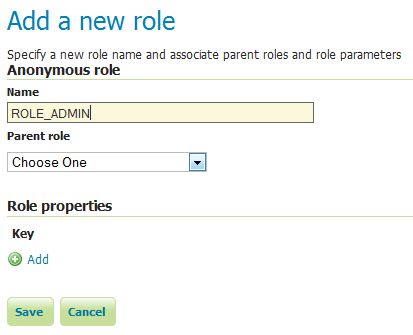 Add a new role
Specify a new role name and associate parent roles and role parameters
Anonymous role
Name
ROLE_ADMIN
Parent role
Choose One
Role properties
Key
Add
Save Cancel